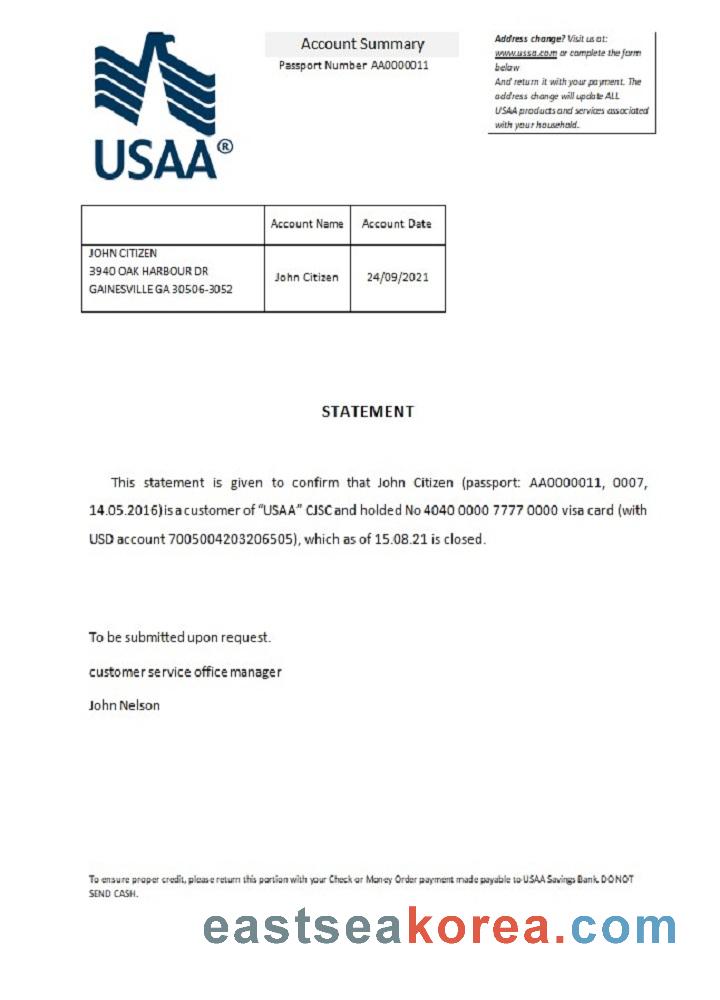 USAA®
Account Summary
Passport Number AA0000011
Address change? Visit us at:
www.ussa.com or complete the form
below
And return it with your payment. The
address change will update ALL
USAA products and services associated
with your household.
Account Name Account Date
JOHN CITIZEN
3940 OAK HARBOUR DR
GAINESVILLE GA 30506-3052
John Citizen 24/09/2021
STATEMENT
This statement is given to confirm that John Citizen (passport: AA0000011, 0007,
14.05.2016)is a customer of “USAA” CJSC and holded No 4040 0000 7777 0000 visa card (with
USD account 7005004203206505), which as of 15.08.21 is closed.
To be submitted upon request.
customer service office manager
John Nelson
To ensure proper credit, please return this portion with your Check or Money Order payment made payable to USAA Savings Bank. DO NOT
SEND CASH.
eastseakorea.com